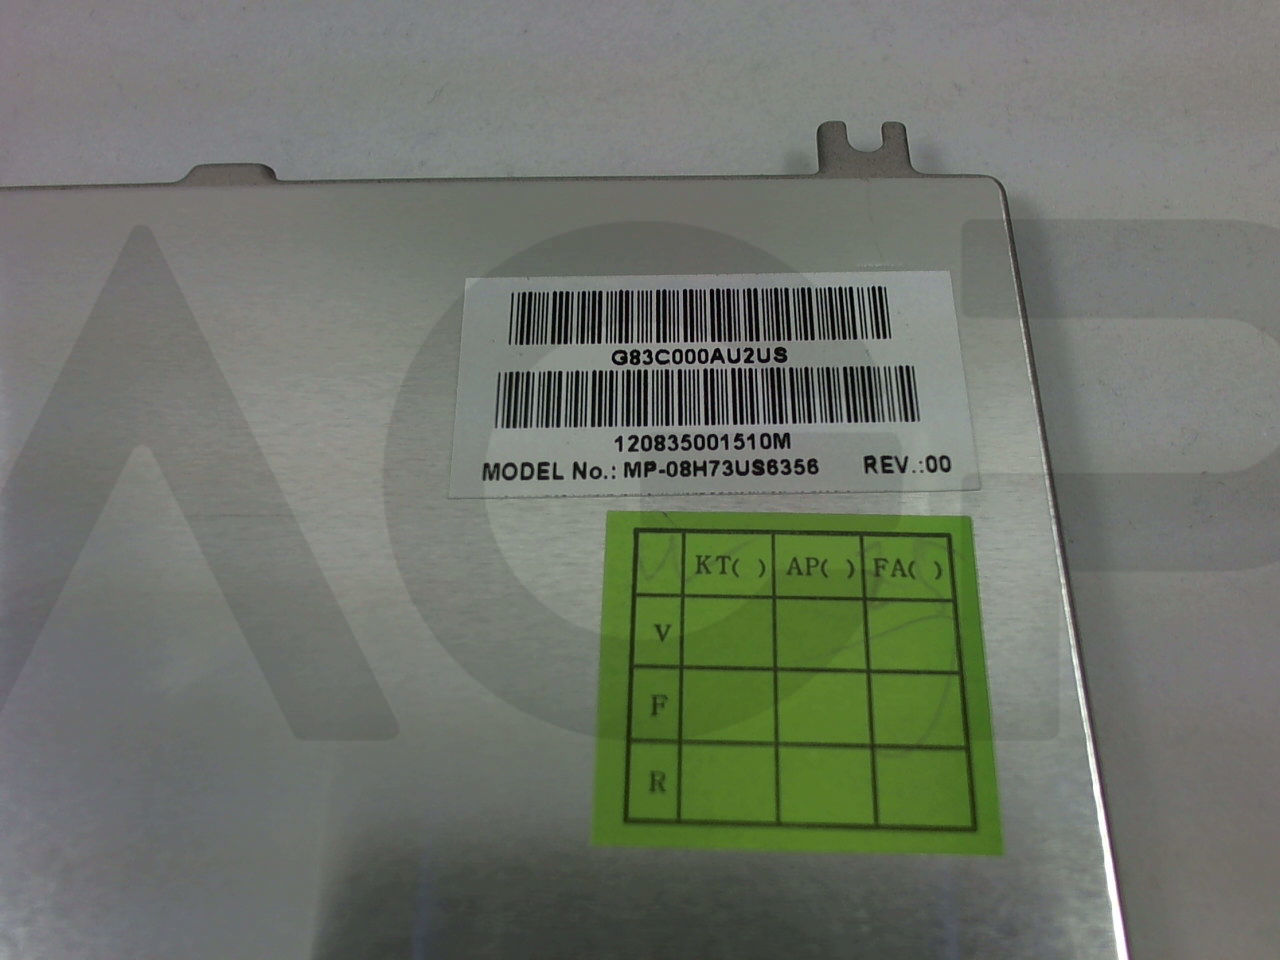 G83C000AU2US
120835001510M
MODEL No.: MP-08H73US6356 REV.:00
KT( ) AP( ) FA( )
V
F
R